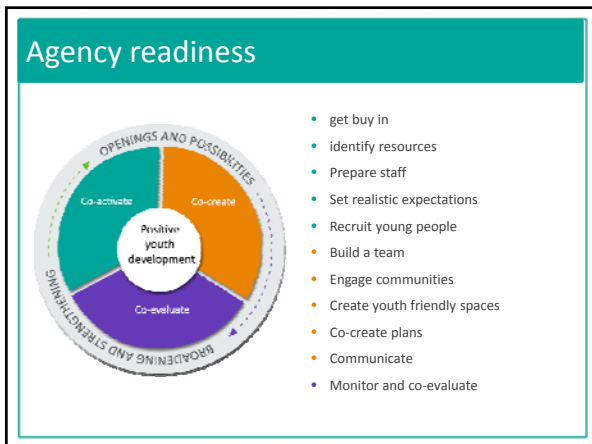 Agency readiness
OPENINGS AND POSSIBILITIES
Co-activate
Co-create
Positive
youth
development
Co-evaluate
BROADENING AND STRENGTHENING
• get buy in
• identify resources
• Prepare staff
• Set realistic expectations
• Recruit young people
• Build a team
• Engage communities
• Create youth friendly spaces
• Co-create plans
• Communicate
• Monitor and co-evaluate